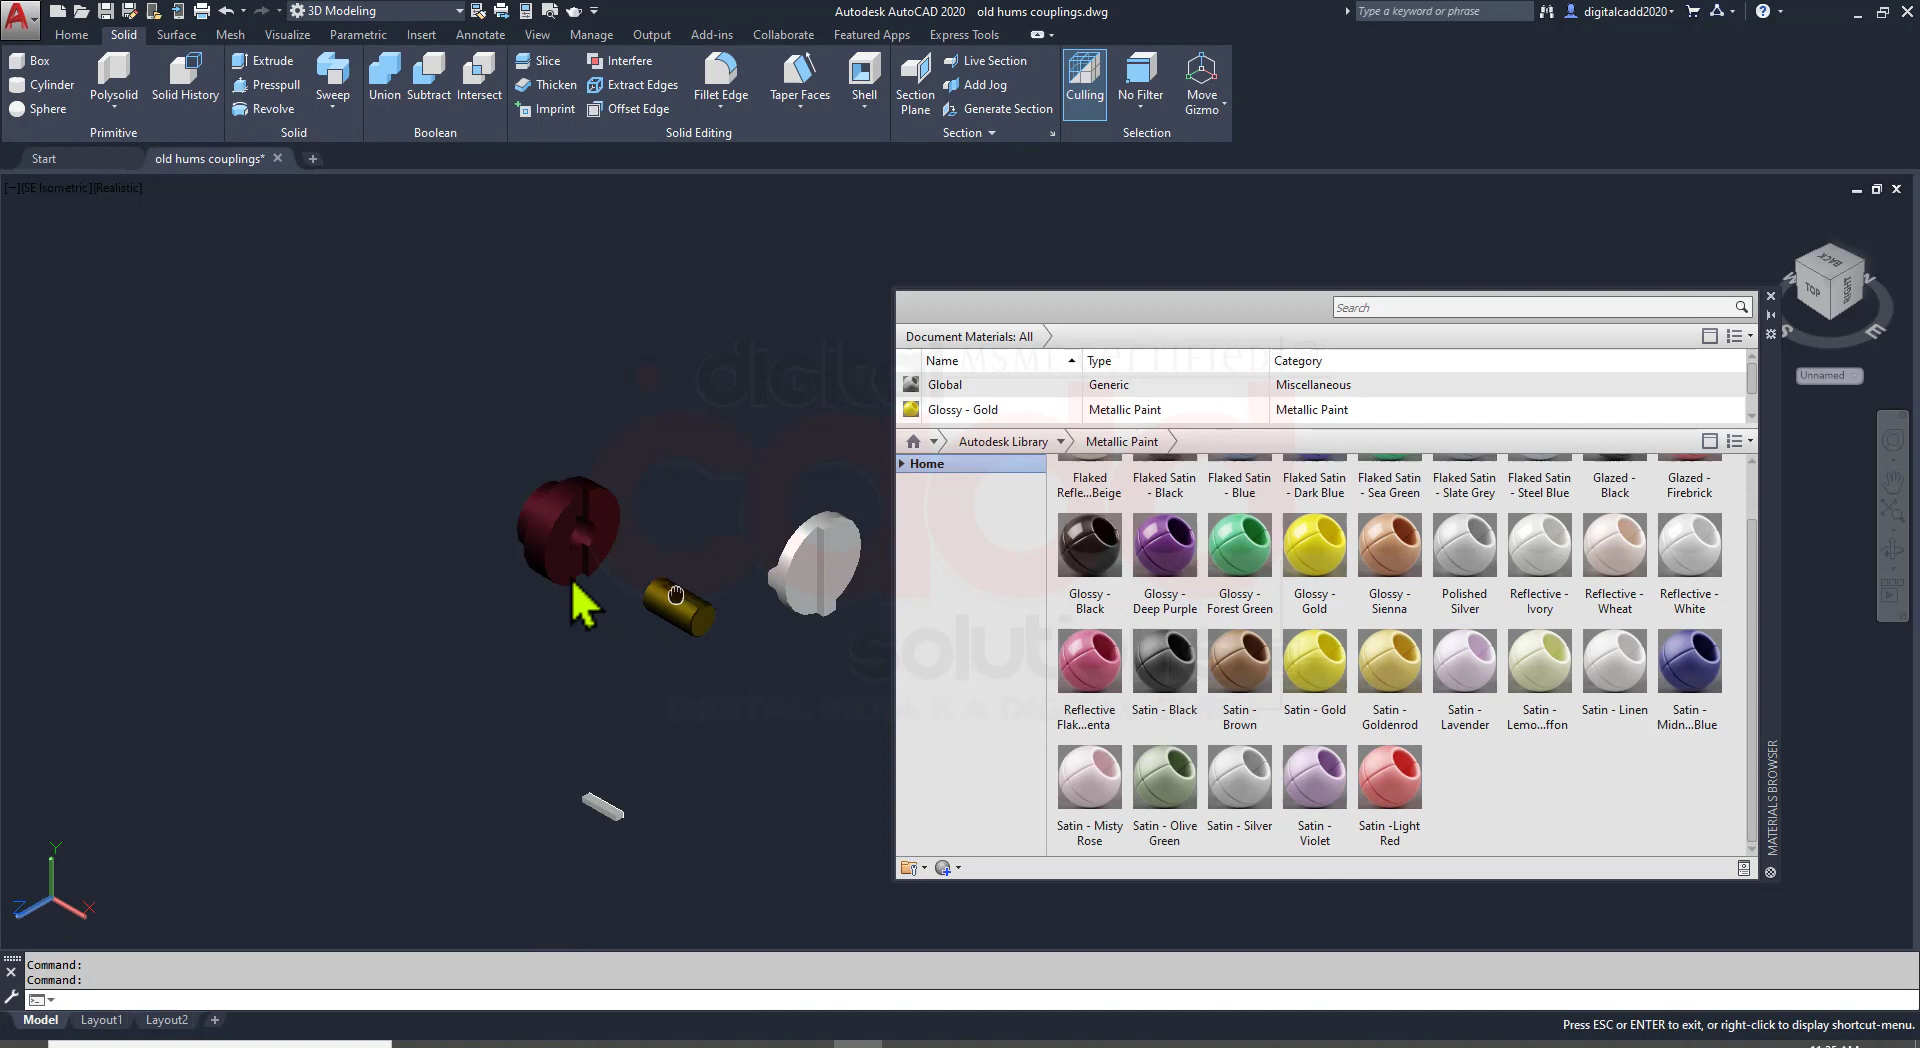 3D Modeling
Autodesk AutoCAD 2020 old hums couplings.dwg
Type a keyword or phrase
digitalcadd2020
Home Solid Surface Mesh Visualize Parametric Insert Annotate View Manage Output Add-ins Collaborate Featured Apps Express Tools
Box
Cylinder
Sphere
Polysolid
Solid History
Extrude
Presspull
Revolve
Sweep
Union Subtract Intersect
Slice
Thicken
Imprint
Interfere
Extract Edges
Offset Edge
Fillet Edge
Taper Faces
Shell
Section
Plane
Live Section
Add Jog
Generate Section
Culling
No Filter
Move
Gizmo
Primitive
Solid
Boolean
Solid Editing
Section
Selection
Start
old hums couplings*
[−][SE Isometric][Realistic]
BACK
TOP
RIGHT
W
N
S
E
Unnamed
Search
Document Materials: All
Name Type Category
Global Generic Miscellaneous
Glossy - Gold Metallic Paint Metallic Paint
Autodesk Library Metallic Paint
Home
Flaked
Refle...Beige
Flaked Satin
- Black
Flaked Satin
- Blue
Flaked Satin
- Dark Blue
Flaked Satin
- Sea Green
Flaked Satin
- Slate Grey
Flaked Satin
- Steel Blue
Glazed -
Black
Glazed -
Firebrick
Glossy -
Black
Glossy -
Deep Purple
Glossy -
Forest Green
Glossy -
Gold
Glossy -
Sienna
Polished
Silver
Reflective -
Ivory
Reflective -
Wheat
Reflective -
White
Reflective
Flak...enta
Satin - Black
Satin -
Brown
Satin - Gold
Satin -
Goldenrod
Satin -
Lavender
Satin -
Lemo...ffon
Satin - Linen
Satin -
Midn...Blue
Satin - Misty
Rose
Satin - Olive
Green
Satin - Silver
Satin -
Violet
Satin -Light
Red
MATERIALS BROWSER
digital
MSME CERTIFIED
cadd
Y
Z
X
Command:
Command:
Model Layout1 Layout2
Press ESC or ENTER to exit, or right-click to display shortcut-menu.